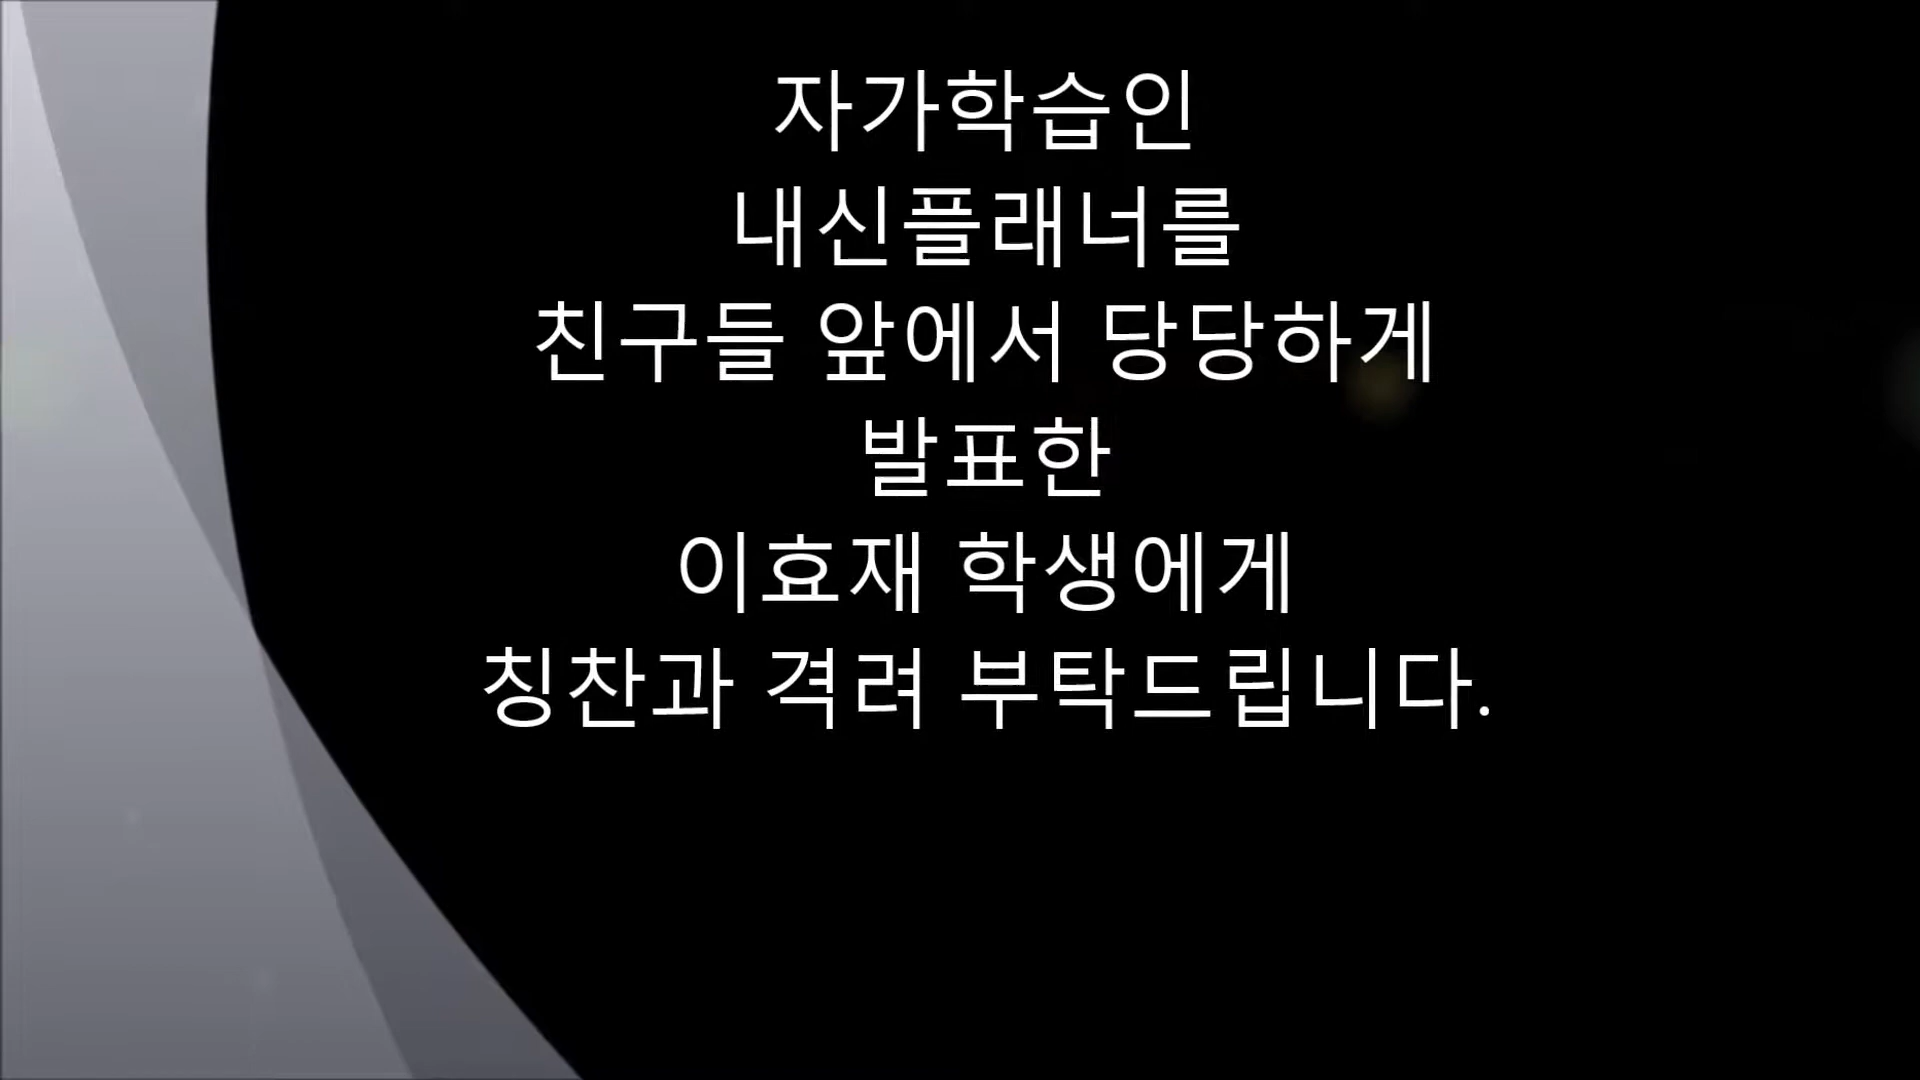 자가학습인
내신플래너를
친구들 앞에서 당당하게
발표한
이효재 학생에게
칭찬과 격려 부탁드립니다.